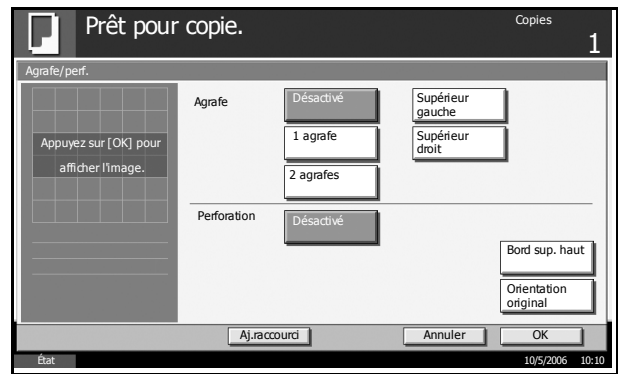 Prêt pour copie.
Copies
1
Agrafe/perf.
Appuyez sur [OK] pour
afficher l'image.
Agrafe
Désactivé
Supérieur
gauche
1 agrafe
Supérieur
droit
2 agrafes
Perforation
Désactivé
Bord sup. haut
Orientation
original
Aj.raccourci
Annuler
OK
État
10/5/2006 10:10